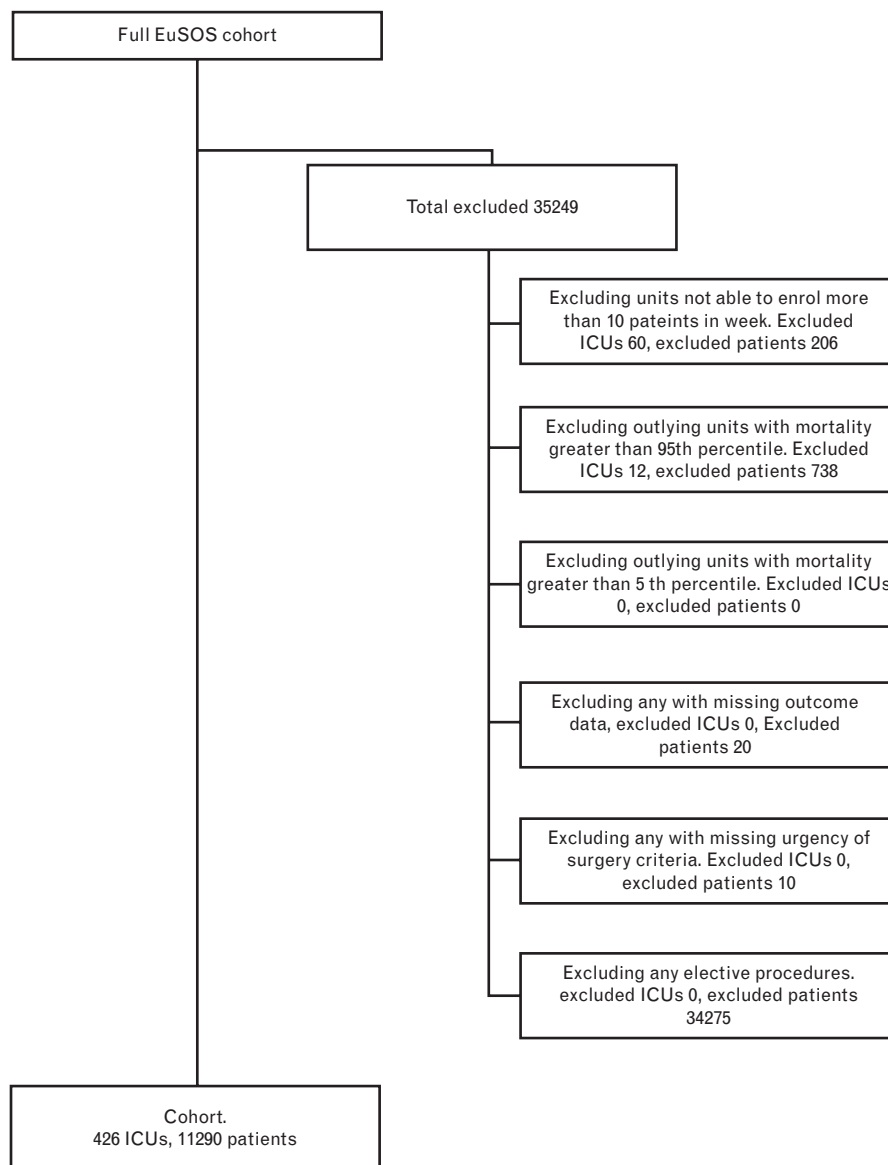 Full EuSOS cohort
Total excluded 35249
Excluding units not able to enrol more
than 10 pateints in week. Excluded
ICUs 60, excluded patients 206
Excluding outlying units with mortality
greater than 95th percentile. Excluded
ICUs 12, excluded patients 738
Excluding outlying units with mortality
greater than 5 th percentile. Excluded ICUs
0, excluded patients 0
Excluding any with missing outcome
data, excluded ICUs 0, Excluded
patients 20
Excluding any with missing urgency of
surgery criteria. Excluded ICUs 0,
excluded patients 10
Excluding any elective procedures.
excluded ICUs 0, excluded patients
34275
Cohort.
426 ICUs, 11290 patients